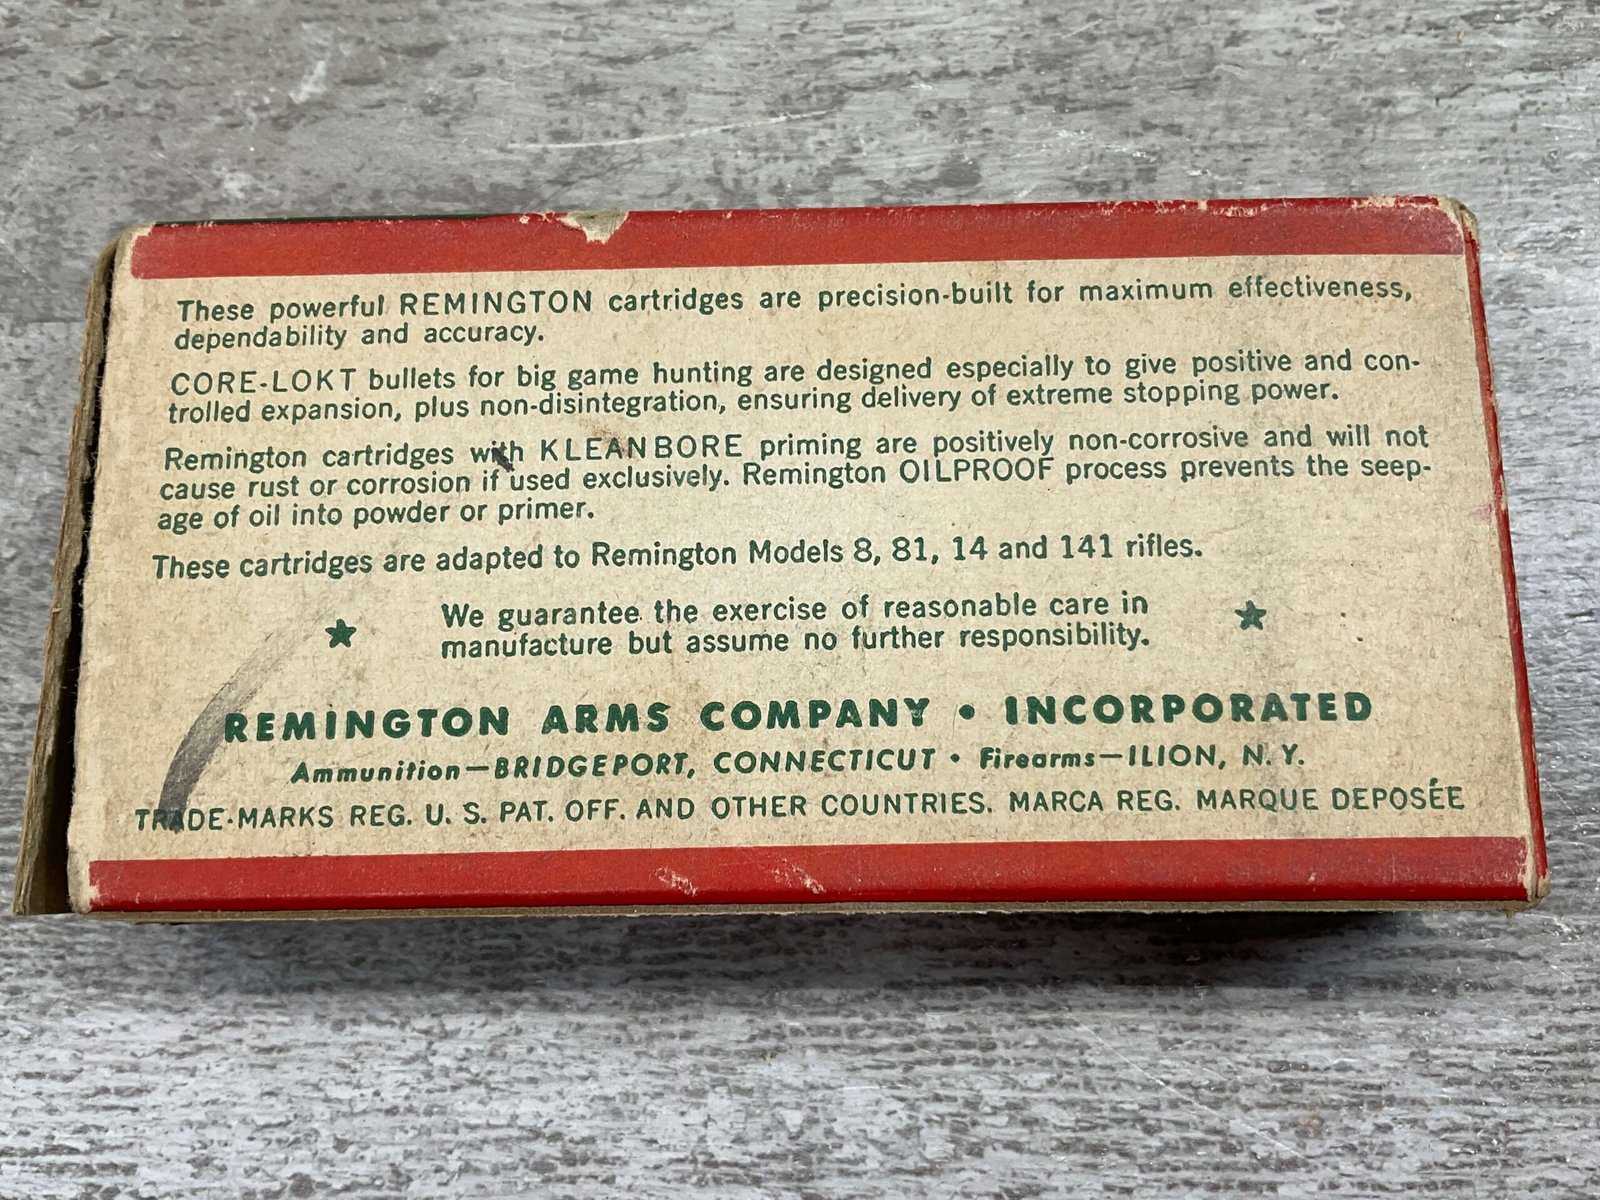 These powerful REMINGTON cartridges are precision-built for maximum effectiveness,
dependability and accuracy.
CORE-LOKT bullets for big game hunting are designed especially to give positive and con-
trolled expansion, plus non-disintegration, ensuring delivery of extreme stopping power.
Remington cartridges with KLEANBORE priming are positively non-corrosive and will not
cause rust or corrosion if used exclusively. Remington OILPROOF process prevents the seep-
age of oil into powder or primer.
These cartridges are adapted to Remington Models 8, 81, 14 and 141 rifles.
We guarantee the exercise of reasonable care in
manufacture but assume no further responsibility.
REMINGTON ARMS COMPANY • INCORPORATED
Ammunition—BRIDGEPORT, CONNECTICUT • Firearms—ILION, N. Y.
TRADE-MARKS REG. U. S. PAT. OFF. AND OTHER COUNTRIES. MARCA REG. MARQUE DEPOSÉE